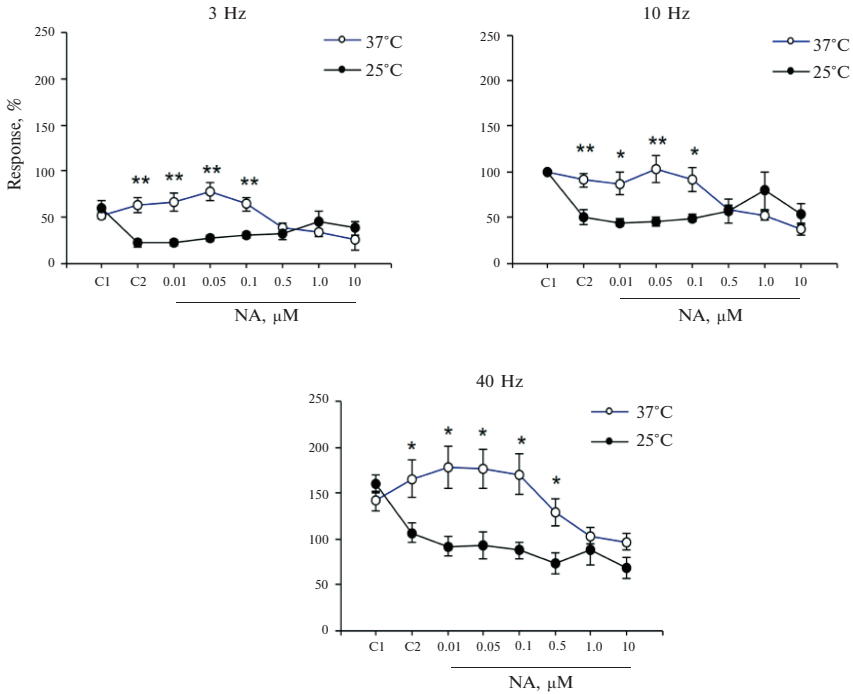 3 Hz
250
200
150
100
50
0
Response, %
37°C
25°C
** ** ** **
C1 C2 0.01 0.05 0.1 0.5 1.0 10
NA, μM
10 Hz
250
200
150
100
50
0
37°C
25°C
** * ** *
C1 C2 0.01 0.05 0.1 0.5 1.0 10
NA, μM
40 Hz
250
200
150
100
50
0
37°C
25°C
* * * * *
C1 C2 0.01 0.05 0.1 0.5 1.0 10
NA, μM